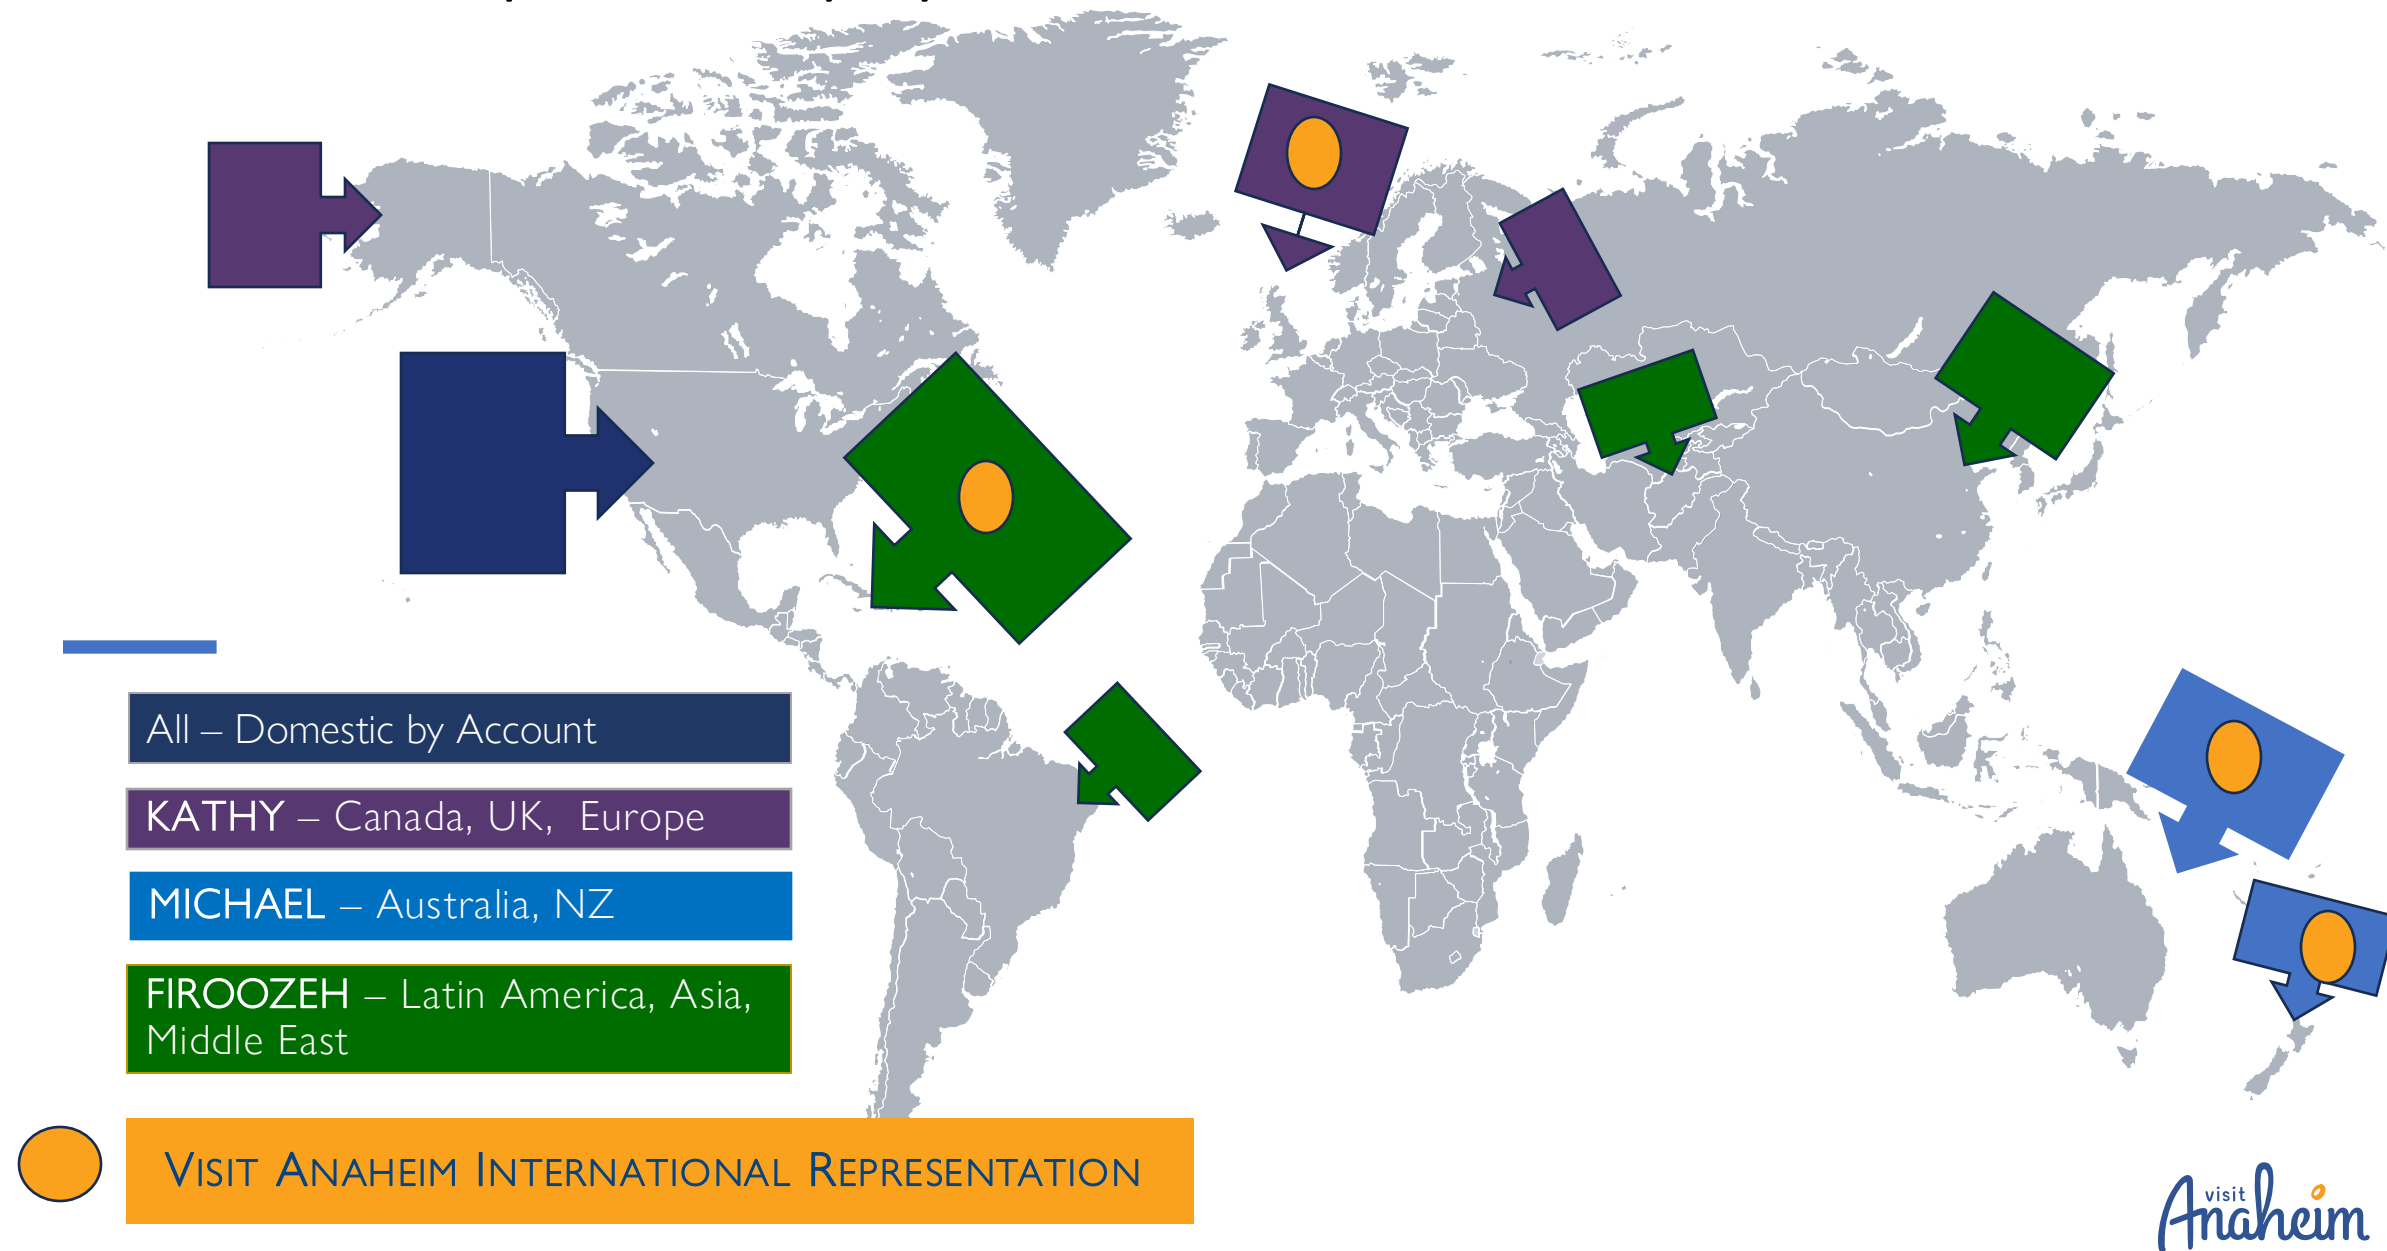 All – Domestic by Account
KATHY – Canada, UK,  Europe
MICHAEL – Australia, NZ
FIROOZEH – Latin America, Asia,
Middle East
VISIT ANAHEIM INTERNATIONAL REPRESENTATION
visit
Anaheim